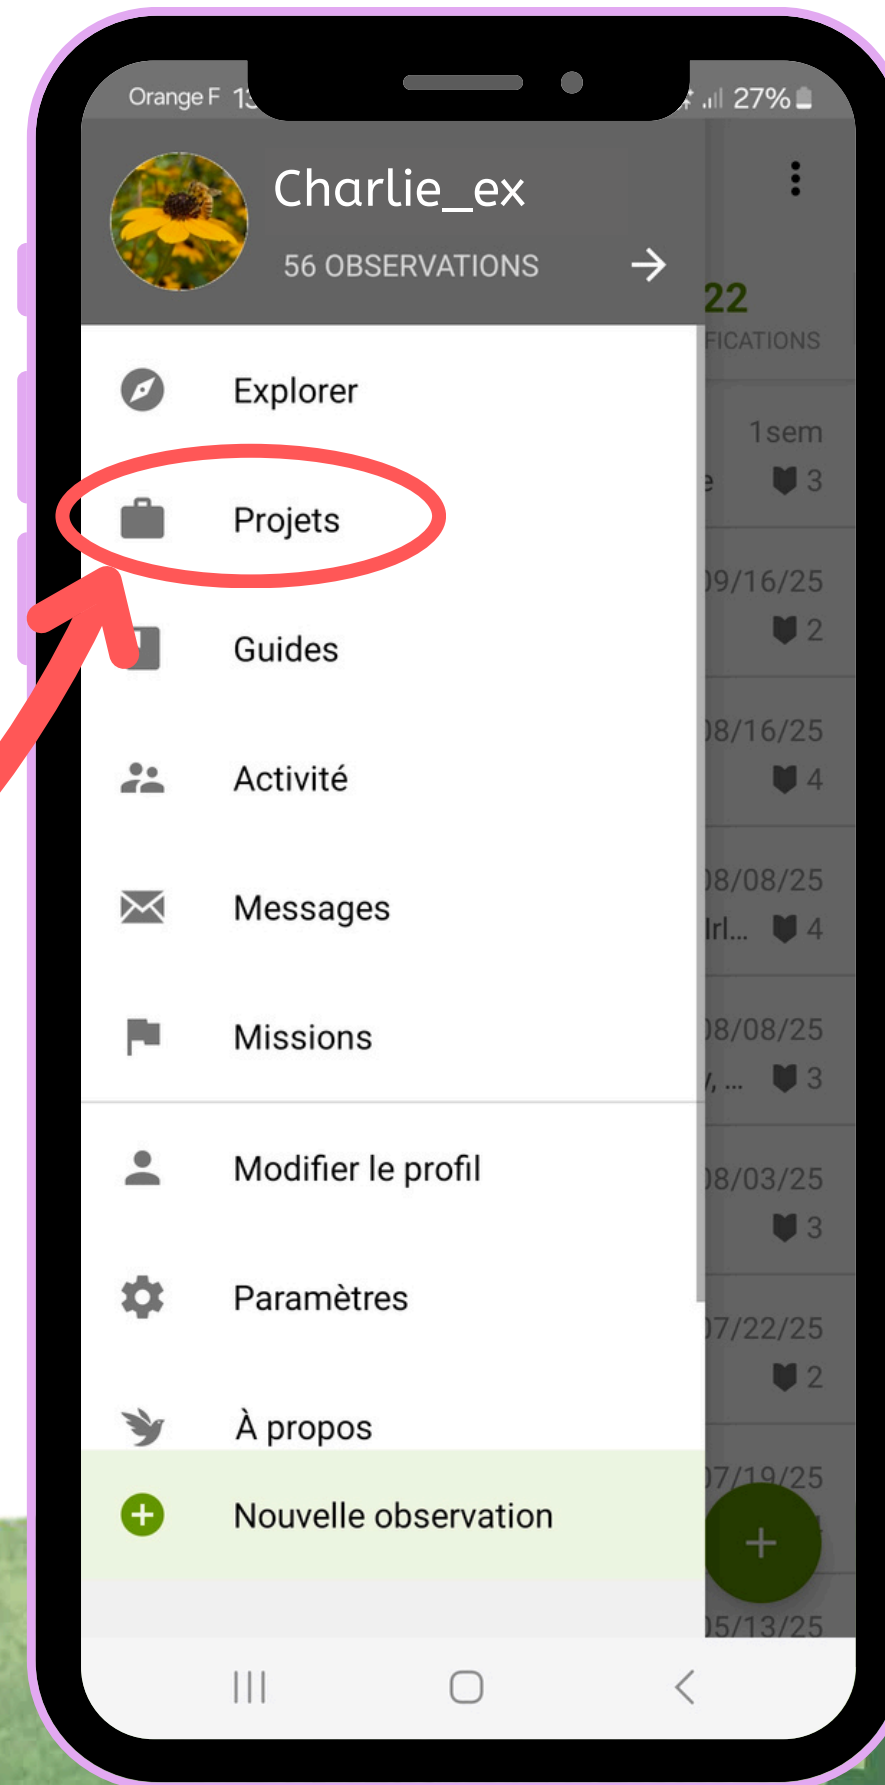 Orange F
27%
Charlie_ex
56 OBSERVATIONS
22
Explorer
1sem
3
Projets
09/16/25
2
Guides
08/16/25
4
Activité
08/08/25
4
Messages
08/08/25
3
Missions
Modifier le profil
08/03/25
3
Paramètres
07/22/25
2
À propos
07/19/25
Nouvelle observation
05/13/25